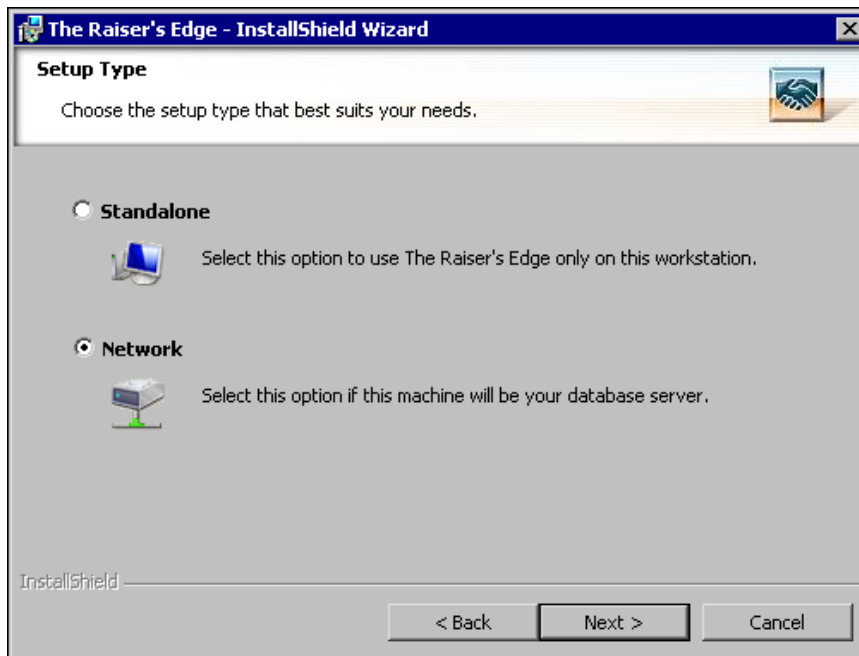 The Raiser's Edge - InstallShield Wizard
Setup Type
Choose the setup type that best suits your needs.
Standalone
Select this option to use The Raiser's Edge only on this workstation.
Network
Select this option if this machine will be your database server.
InstallShield
< Back
Next >
Cancel